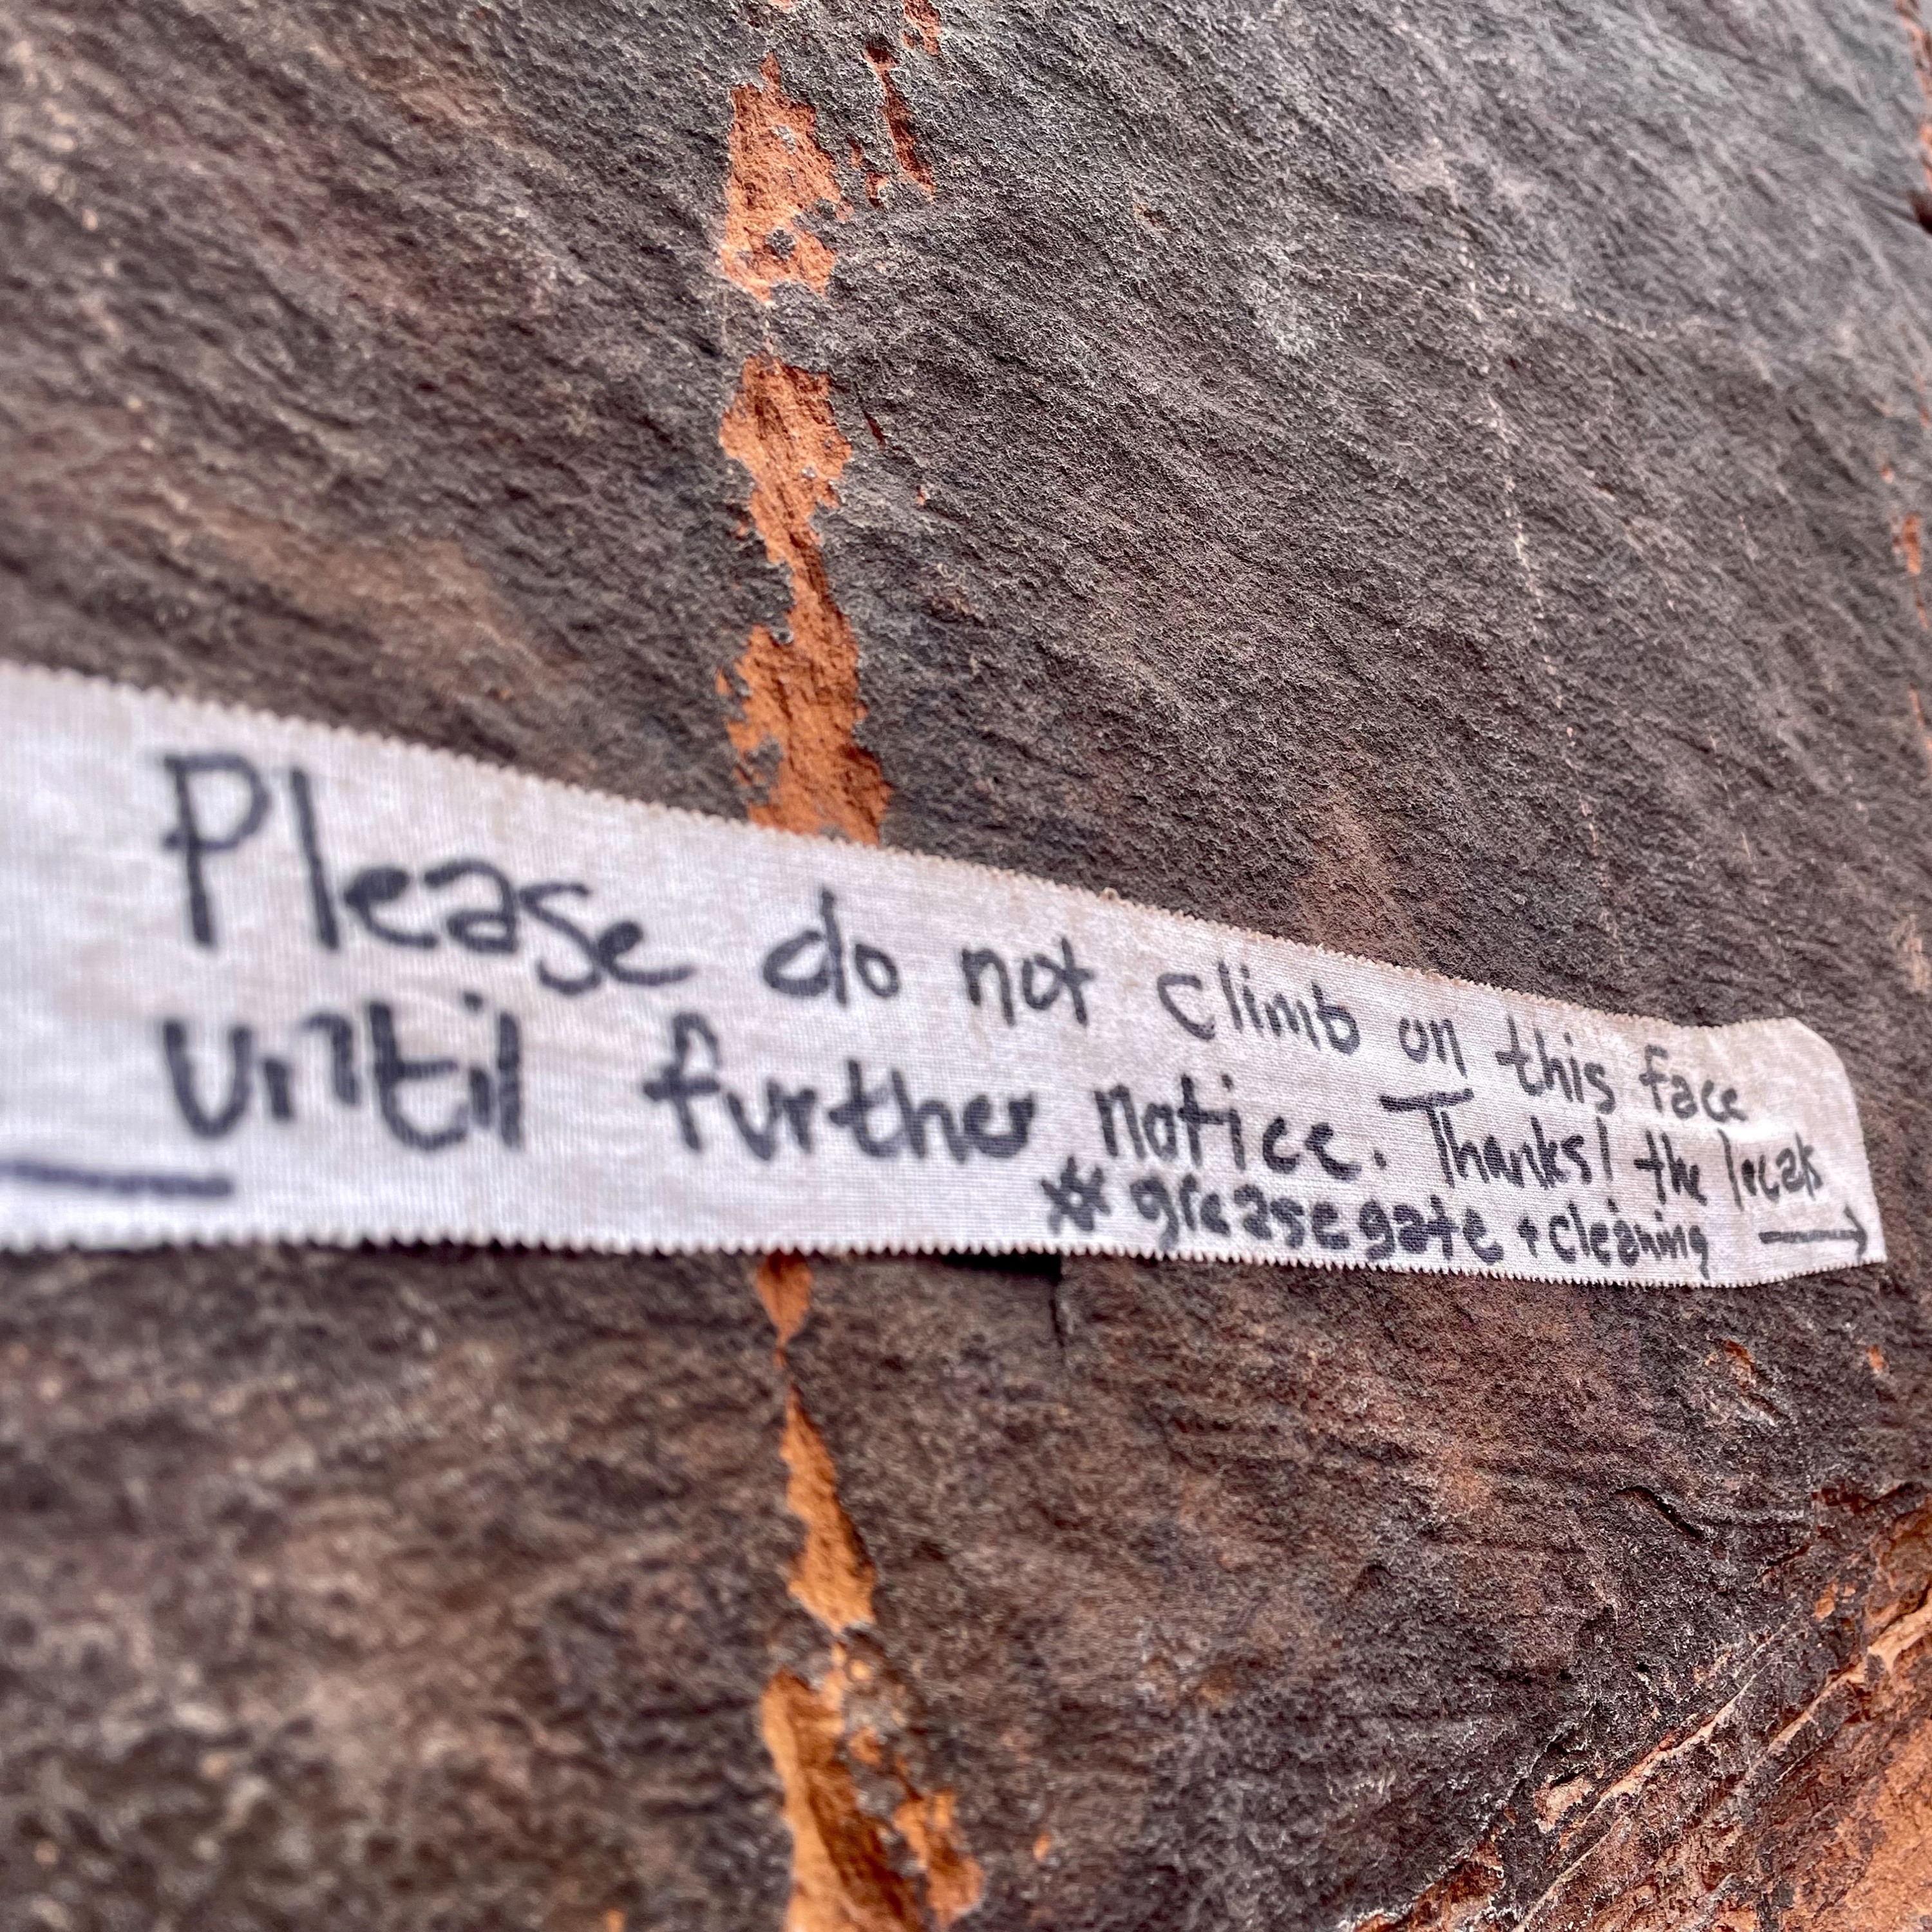 Please do not climb on this face
until further notice. Thanks! the locals
** greasegate + cleaning →